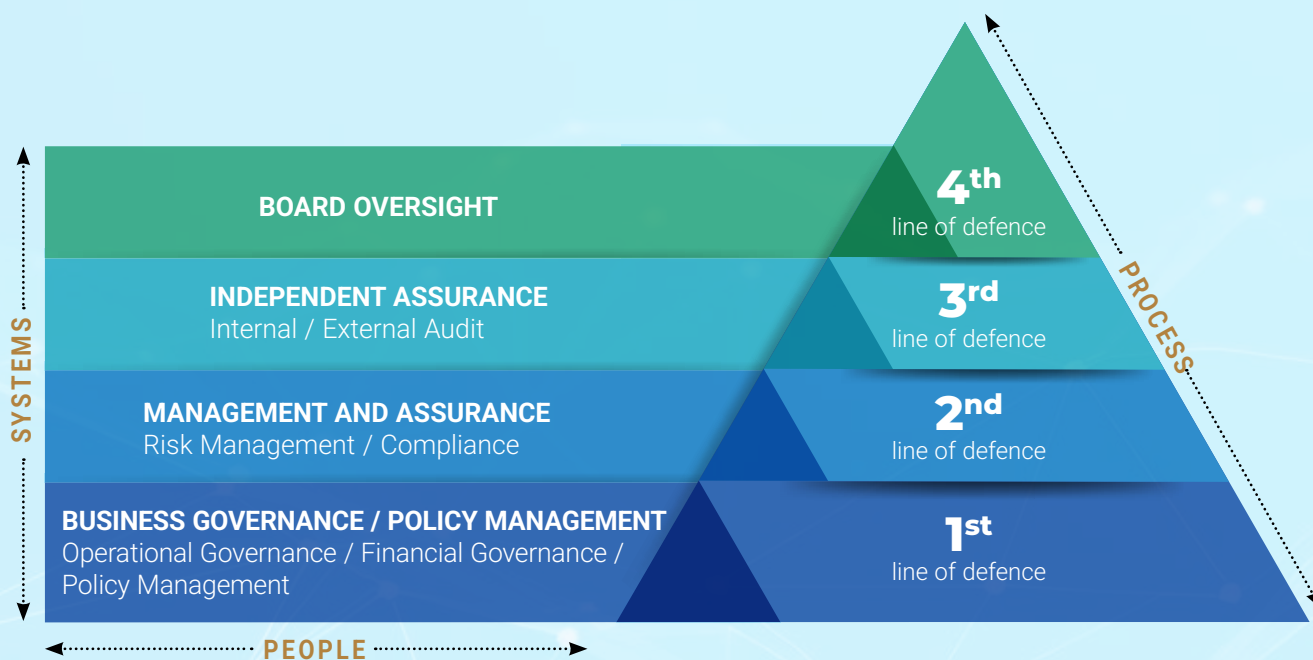 BOARD OVERSIGHT
4th
line of defence
INDEPENDENT ASSURANCE
Internal / External Audit
3rd
line of defence
MANAGEMENT AND ASSURANCE
Risk Management / Compliance
2nd
line of defence
BUSINESS GOVERNANCE / POLICY MANAGEMENT
Operational Governance / Financial Governance /
Policy Management
1st
line of defence
SYSTEMS
PEOPLE
PROCESS